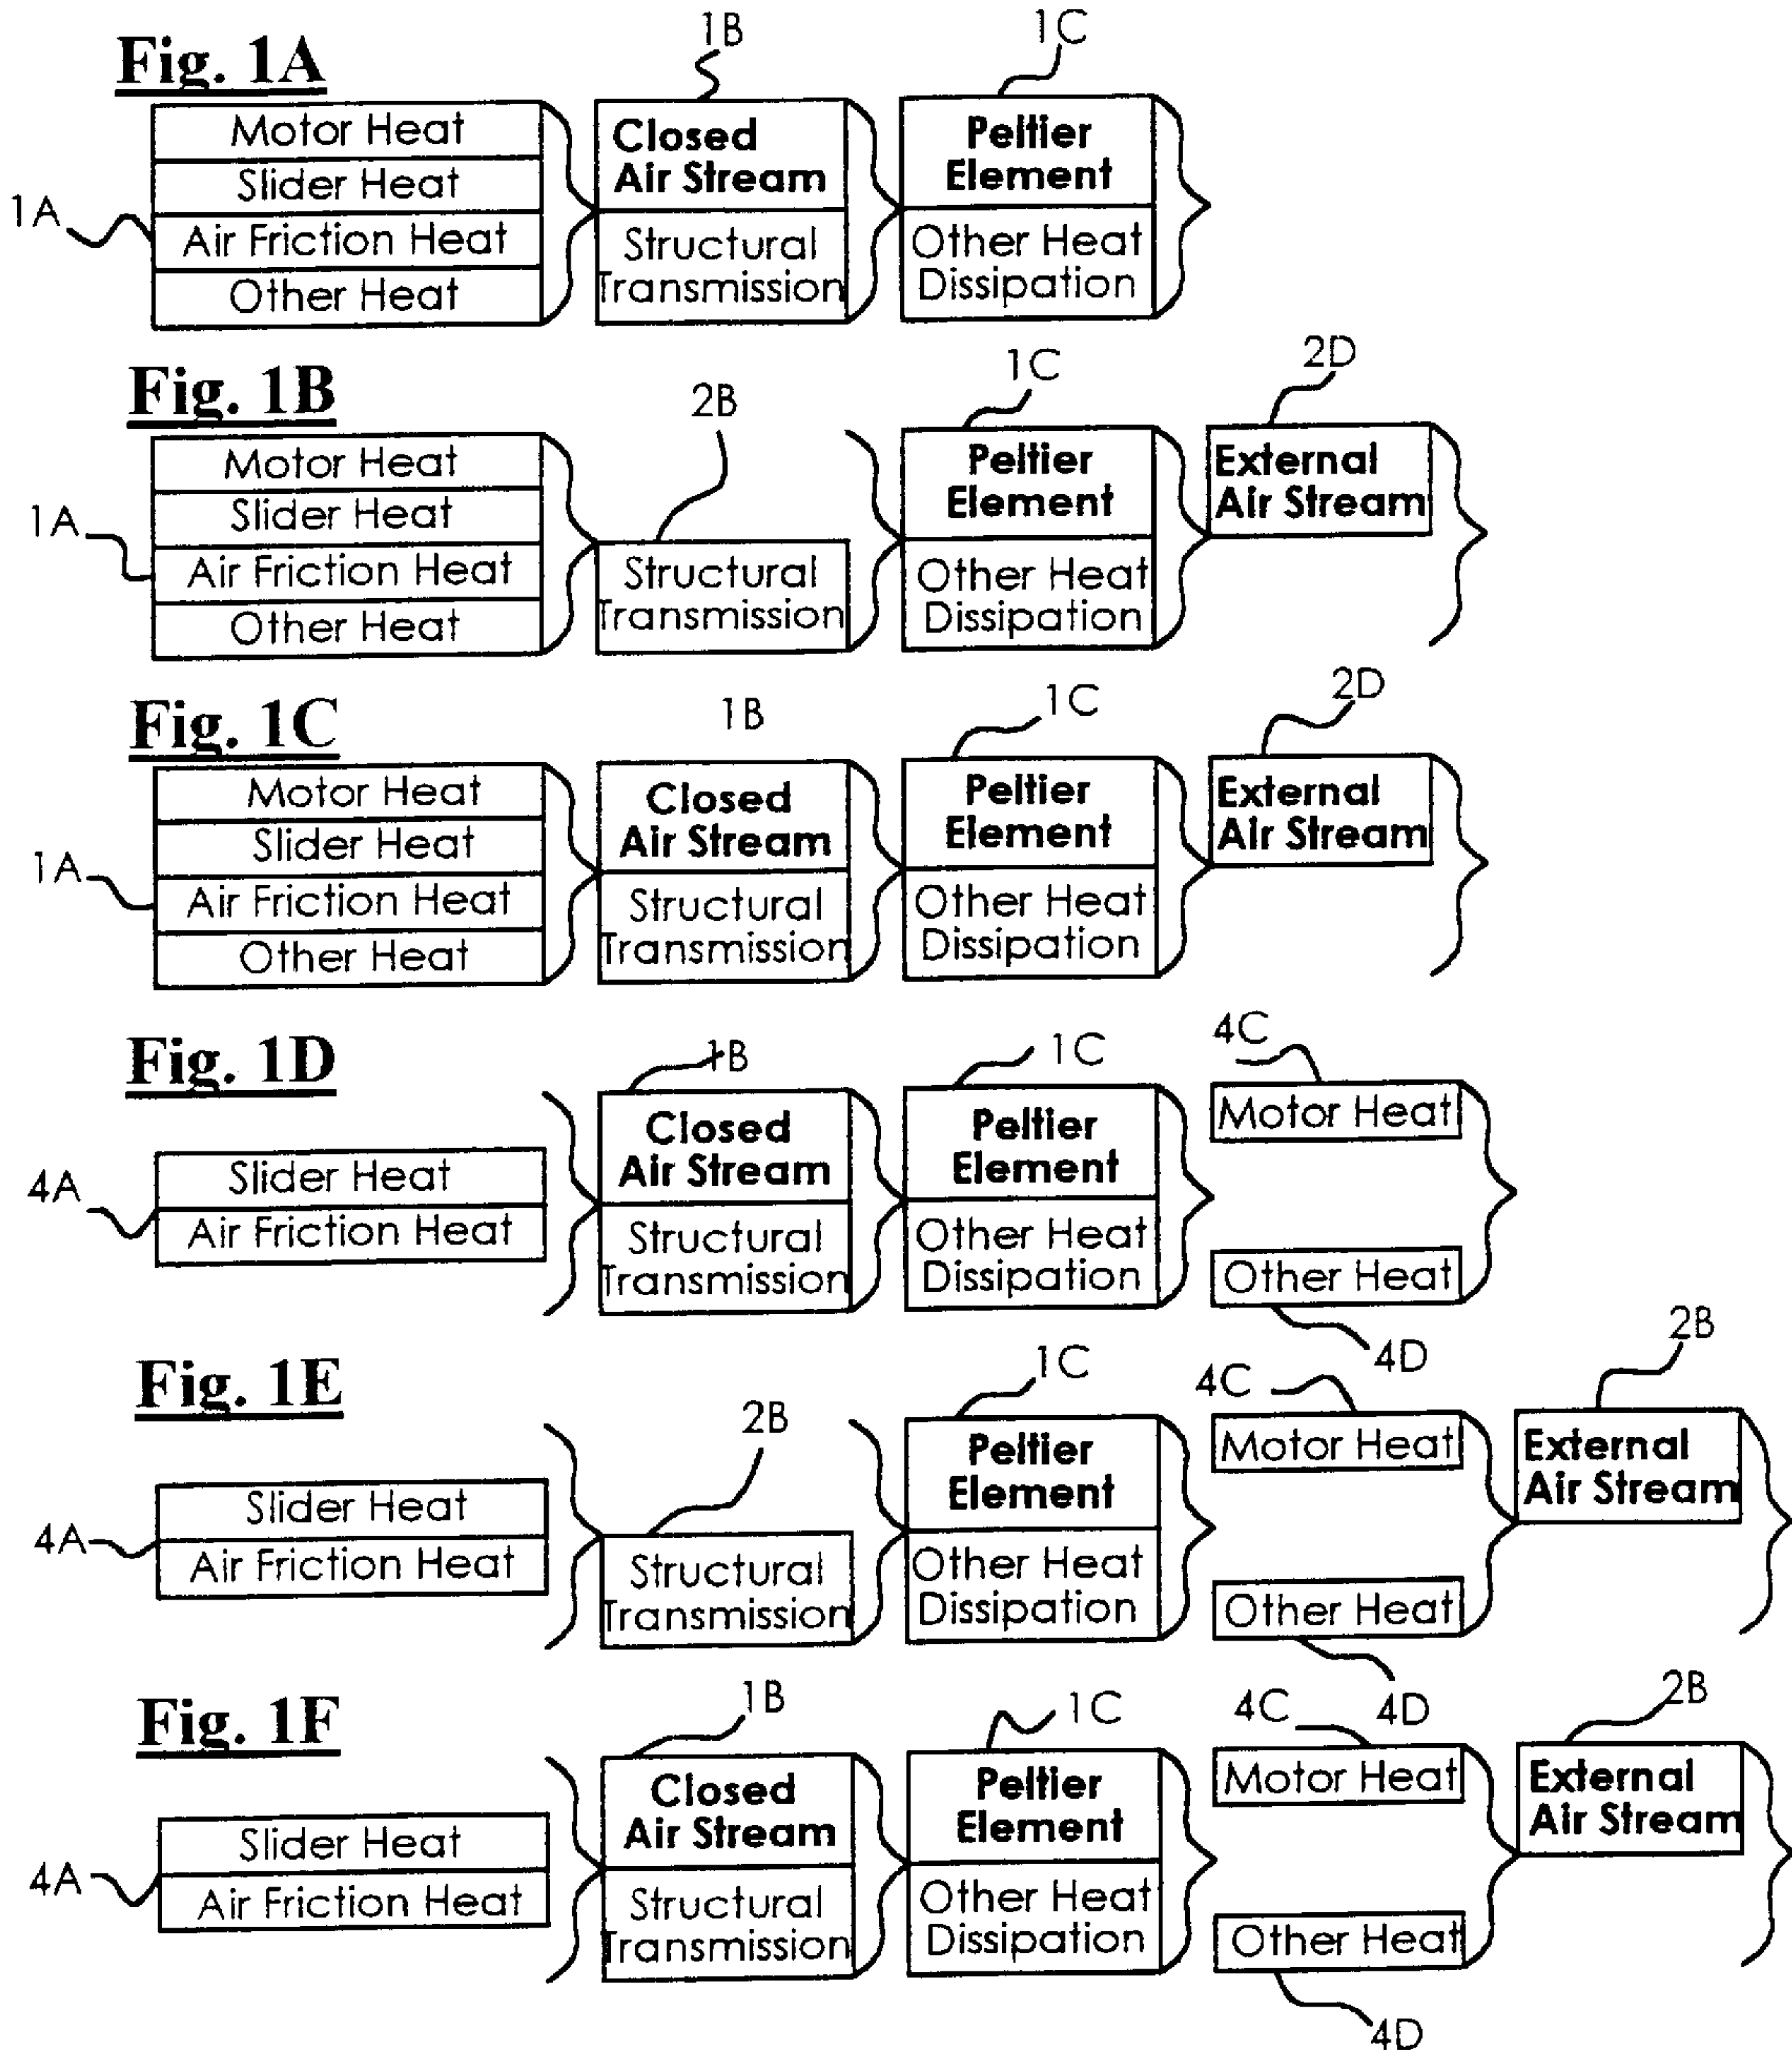 Fig. 1A
1B
1C
Motor Heat
Slider Heat
1A
Air Friction Heat
Other Heat
Closed
Air Stream
Structural
Transmission
Peltier
Element
Other Heat
Dissipation
Fig. 1B
2B
1C
2D
Motor Heat
Slider Heat
1A
Air Friction Heat
Other Heat
Structural
Transmission
Peltier
Element
Other Heat
Dissipation
External
Air Stream
Fig. 1C
1B
1C
2D
Motor Heat
Slider Heat
1A
Air Friction Heat
Other Heat
Closed
Air Stream
Structural
Transmission
Peltier
Element
Other Heat
Dissipation
External
Air Stream
Fig. 1D
1B
1C
4C
4A
Slider Heat
Air Friction Heat
Closed
Air Stream
Structural
Transmission
Peltier
Element
Other Heat
Dissipation
Motor Heat
Other Heat
4D
Fig. 1E
2B
1C
4C
2B
4A
Slider Heat
Air Friction Heat
Structural
Transmission
Peltier
Element
Other Heat
Dissipation
Motor Heat
Other Heat
4D
External
Air Stream
Fig. 1F
1B
1C
4C
2B
4A
Slider Heat
Air Friction Heat
Closed
Air Stream
Structural
Transmission
Peltier
Element
Other Heat
Dissipation
Motor Heat
Other Heat
4D
External
Air Stream